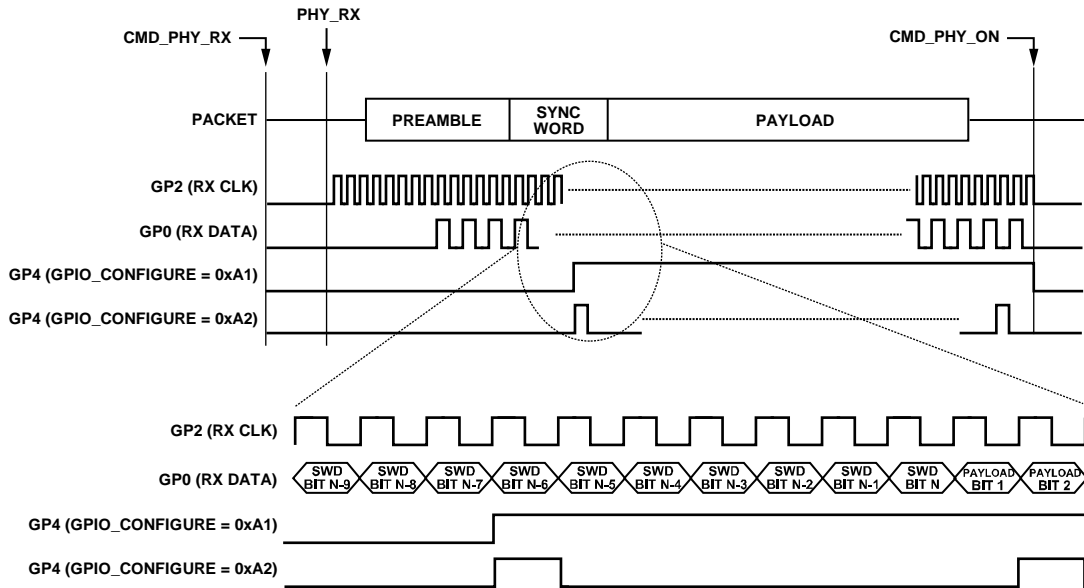 PHY_RX
CMD_PHY_RX
CMD_PHY_ON
PACKET
PREAMBLE
SYNC
WORD
PAYLOAD
GP2 (RX CLK)
GP0 (RX DATA)
GP4 (GPIO_CONFIGURE = 0xA1)
GP4 (GPIO_CONFIGURE = 0xA2)
GP2 (RX CLK)
GP0 (RX DATA)
SWD
BIT N-9
SWD
BIT N-8
SWD
BIT N-7
SWD
BIT N-6
SWD
BIT N-5
SWD
BIT N-4
SWD
BIT N-3
SWD
BIT N-2
SWD
BIT N-1
SWD
BIT N
PAYLOAD
BIT 1
PAYLOAD
BIT 2
GP4 (GPIO_CONFIGURE = 0xA1)
GP4 (GPIO_CONFIGURE = 0xA2)